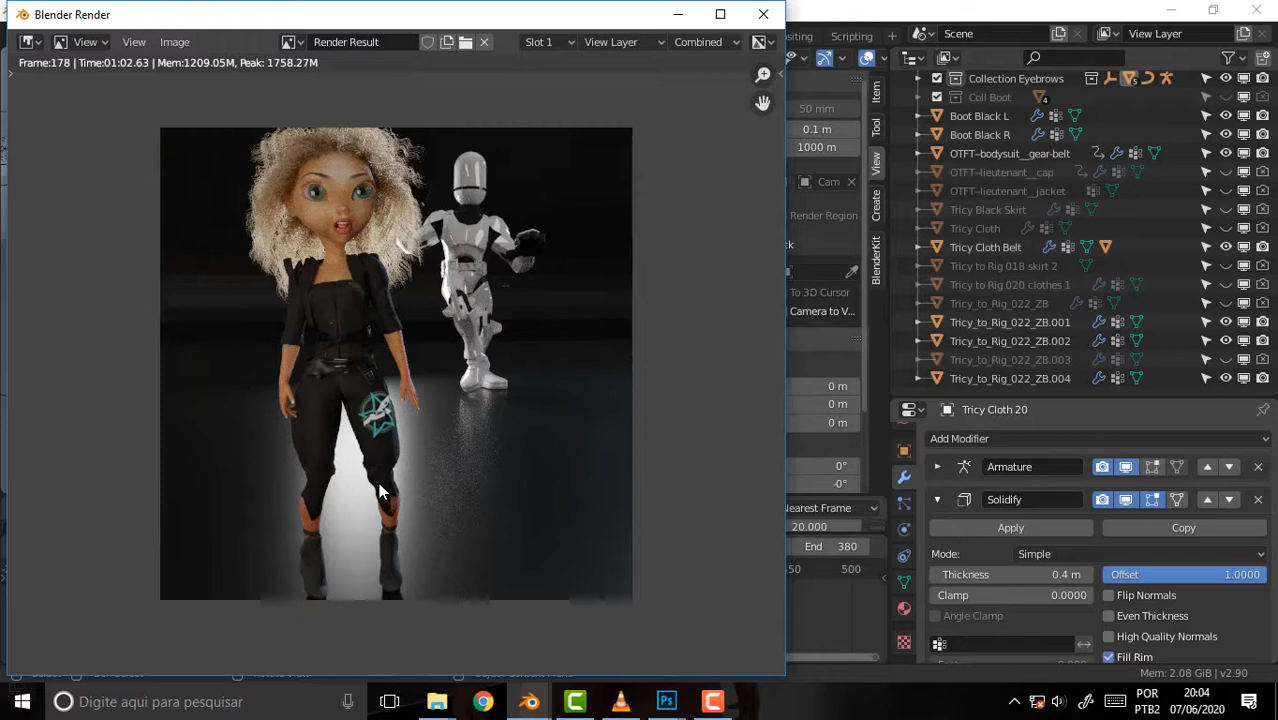 Blender Render
View View Image Render Result Slot 1 View Layer Combined
Frame:178 | Time:01:02.63 | Mem:1209.05M, Peak: 1758.27M
Scripting Scene View Layer
Item
Tool
View
Create
BlenderKit
50 mm
0.1 m
1000 m
Cam
Render Region
To 3D Cursor
Camera to V...
0 m
0 m
0 m
0°
-0°
Nearest Frame
20.000
End 380
500
Collection Eyebrows 5
Coll Boot 4
Boot Black L
Boot Black R
OTFT--bodysuit__gear-belt
OTFT--lieutenant__cap
OTFT--lieutenant__jacket
Tricy Black Skirt
Tricy Cloth
Tricy Cloth Belt
Tricy to Rig 018 skirt 2
Tricy to Rig 020 clothes 1
Tricy_to_Rig_022_ZB
Tricy_to_Rig_022_ZB.001
Tricy_to_Rig_022_ZB.002
Tricy_to_Rig_022_ZB.003
Tricy_to_Rig_022_ZB.004
Tricy Cloth 20
Add Modifier
Armature
Solidify
Apply Copy
Mode: Simple
Thickness 0.4 m Offset 1.0000
Clamp 0.0000 Flip Normals
Angle Clamp Even Thickness
High Quality Normals
Fill Rim
Mem: 2.08 GiB | v2.90
Digite aqui para pesquisar
POR
PTB2
20:04
07/06/2020